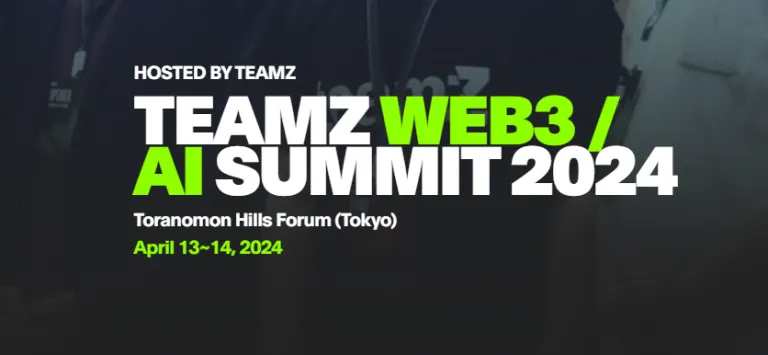 HOSTED BY TEAMZ
TEAMZ WEB3 /
AI SUMMIT 2024
Toranomon Hills Forum (Tokyo)
April 13~14, 2024